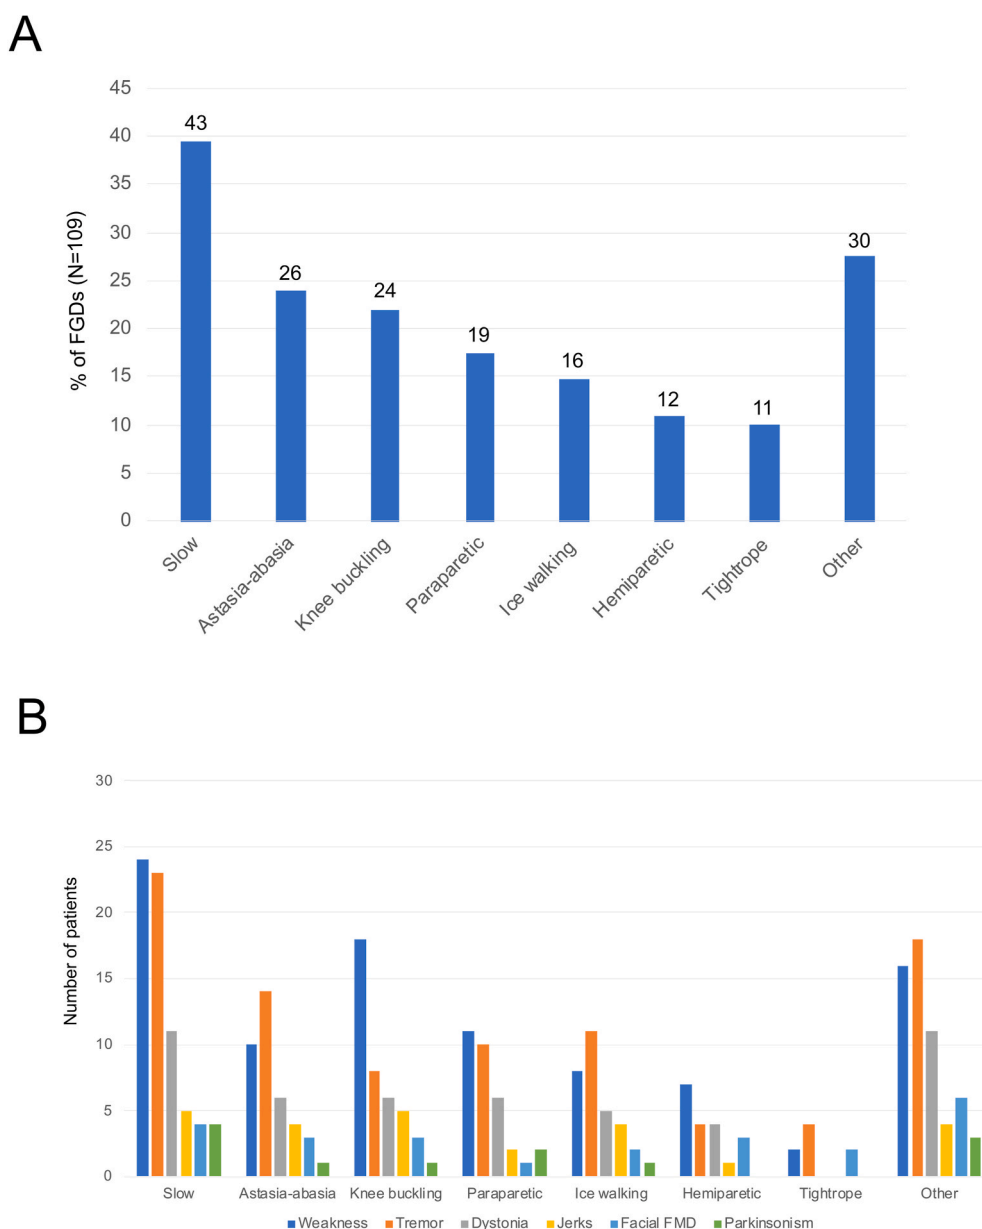 A
45
40
35
30
25
20
15
10
5
0
% of FGDs (N=109)
43
26
24
19
16
12
11
30
Slow
Astasia-abasia
Knee buckling
Paraparetic
Ice walking
Hemiparetic
Tightrope
Other
B
30
25
20
15
10
5
0
Number of patients
Slow Astasia-abasia Knee buckling Paraparetic Ice walking Hemiparetic Tightrope Other
Weakness Tremor Dystonia Jerks Facial FMD Parkinsonism